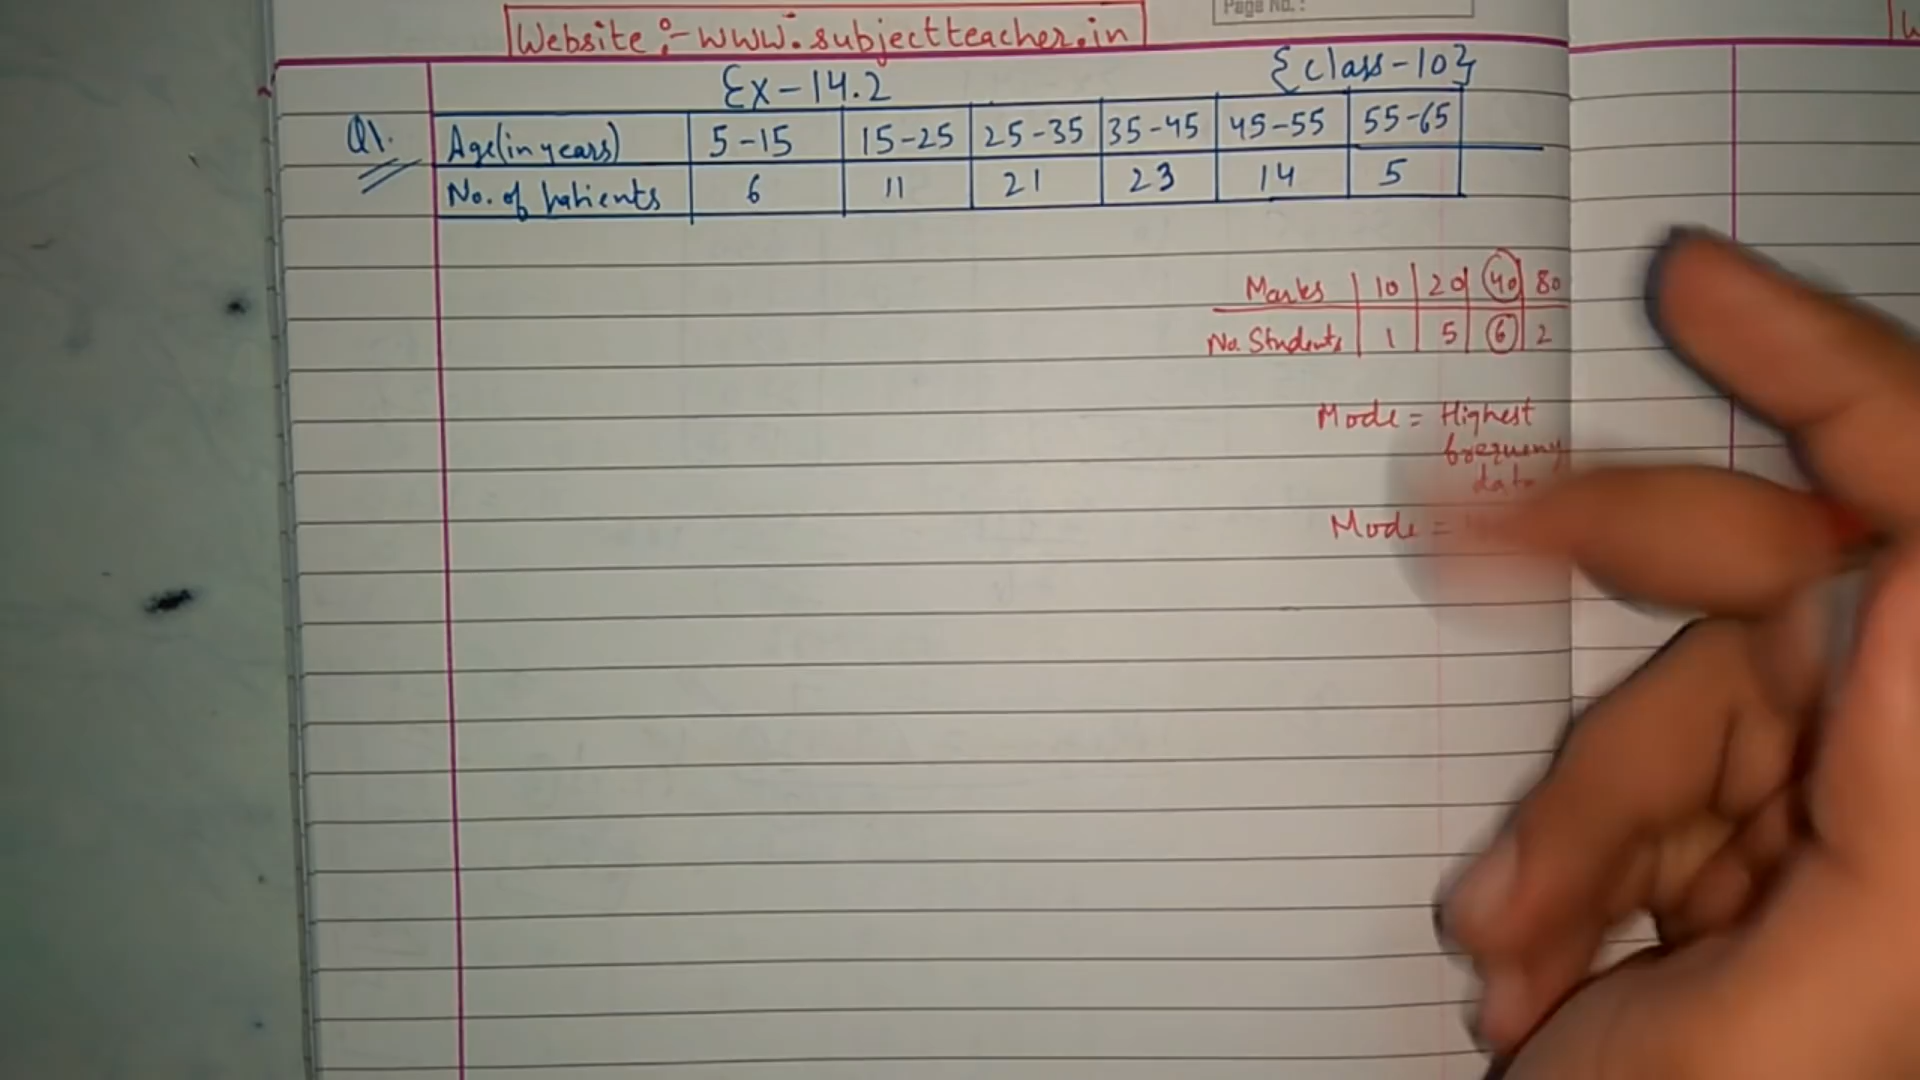 Page No. :
Website :- www.subjectteacher.in
Ex-14.2 {class-10}
Q1. Age(in years) 5-15 15-25 25-35 35-45 45-55 55-65
No. of patients 6 11 21 23 14 5
Marks 10 20 40 80
No. Students 1 5 6 2
Mode = Highest
frequency
data
Mode =